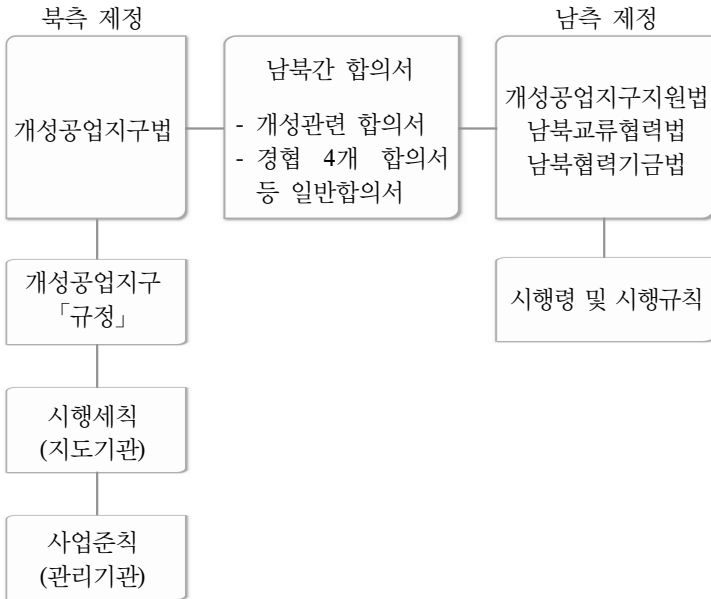 북측 제정
남측 제정
개성공업지구법
남북간 합의서
- 개성관련 합의서
- 경협 4개 합의서
등 일반합의서
개성공업지구지원법
남북교류협력법
남북협력기금법
개성공업지구
「규정」
시행령 및 시행규칙
시행세칙
(지도기관)
사업준칙
(관리기관)